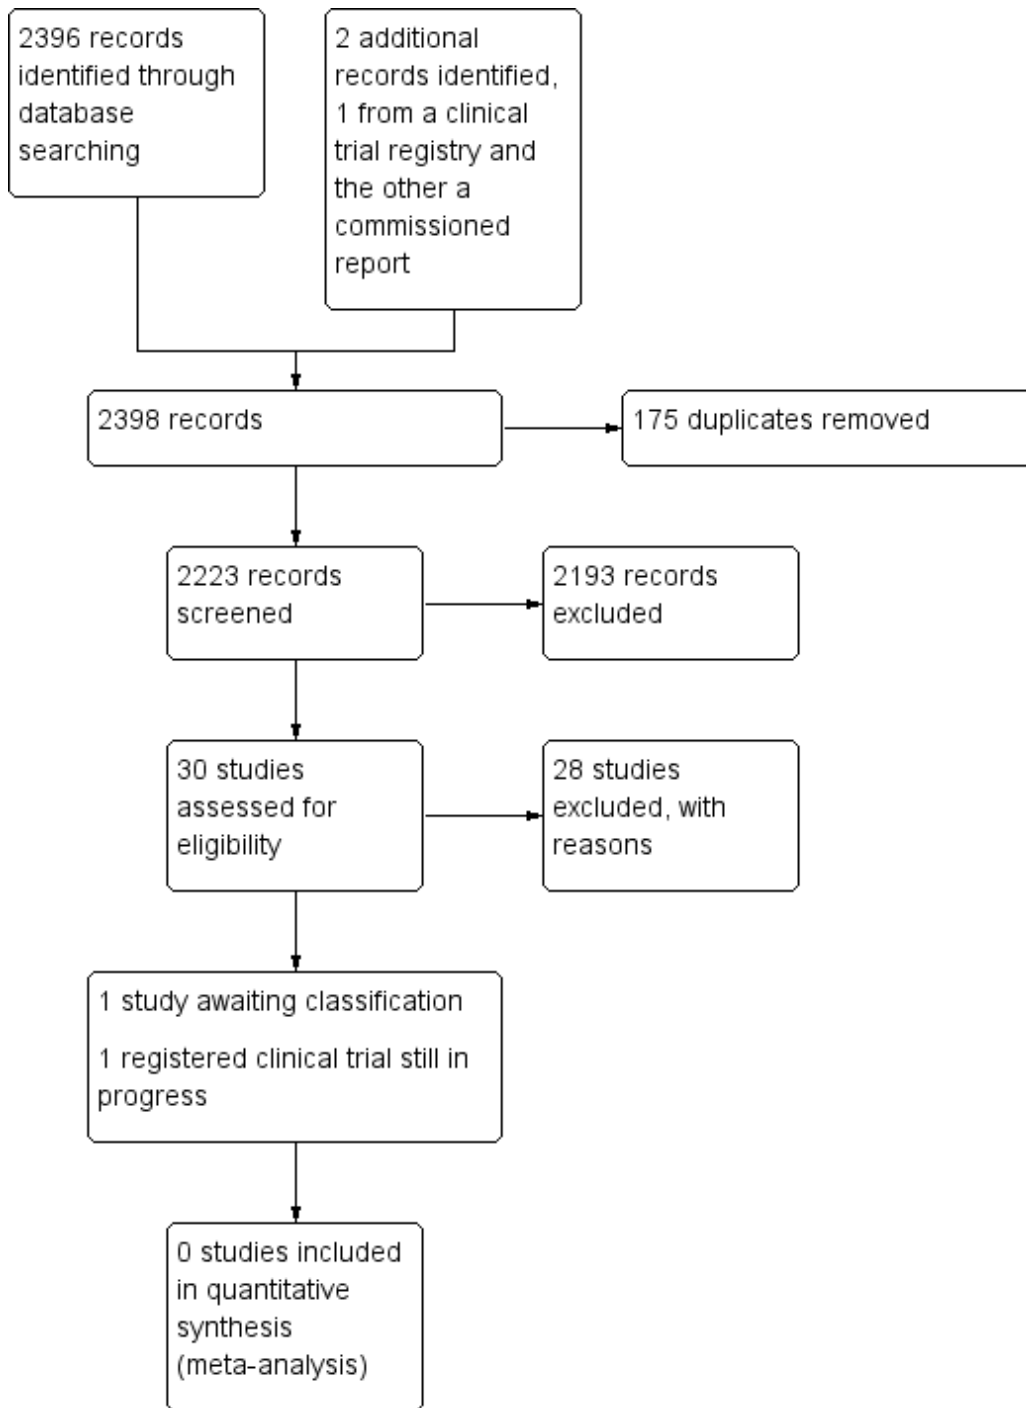 2396 records
identified through
database
searching
2 additional
records identified,
1 from a clinical
trial registry and
the other a
commissioned
report
2398 records
175 duplicates removed
2223 records
screened
2193 records
excluded
30 studies
assessed for
eligibility
28 studies
excluded, with
reasons
1 study awaiting classification
1 registered clinical trial still in
progress
0 studies included
in quantitative
synthesis
(meta-analysis)